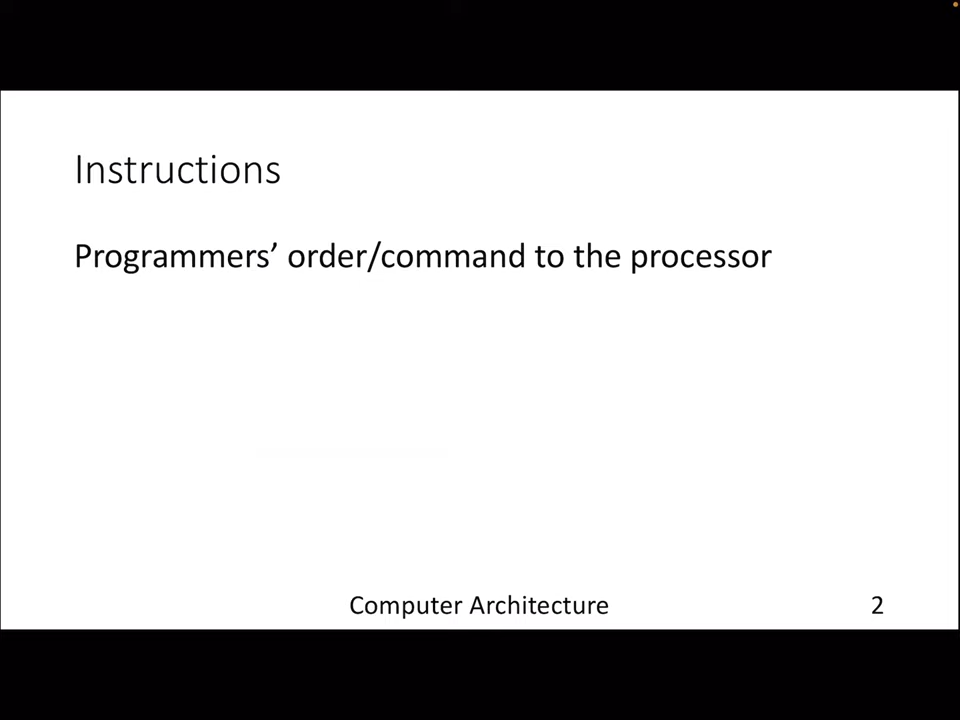 Instructions
Programmers’ order/command to the processor
Computer Architecture
2